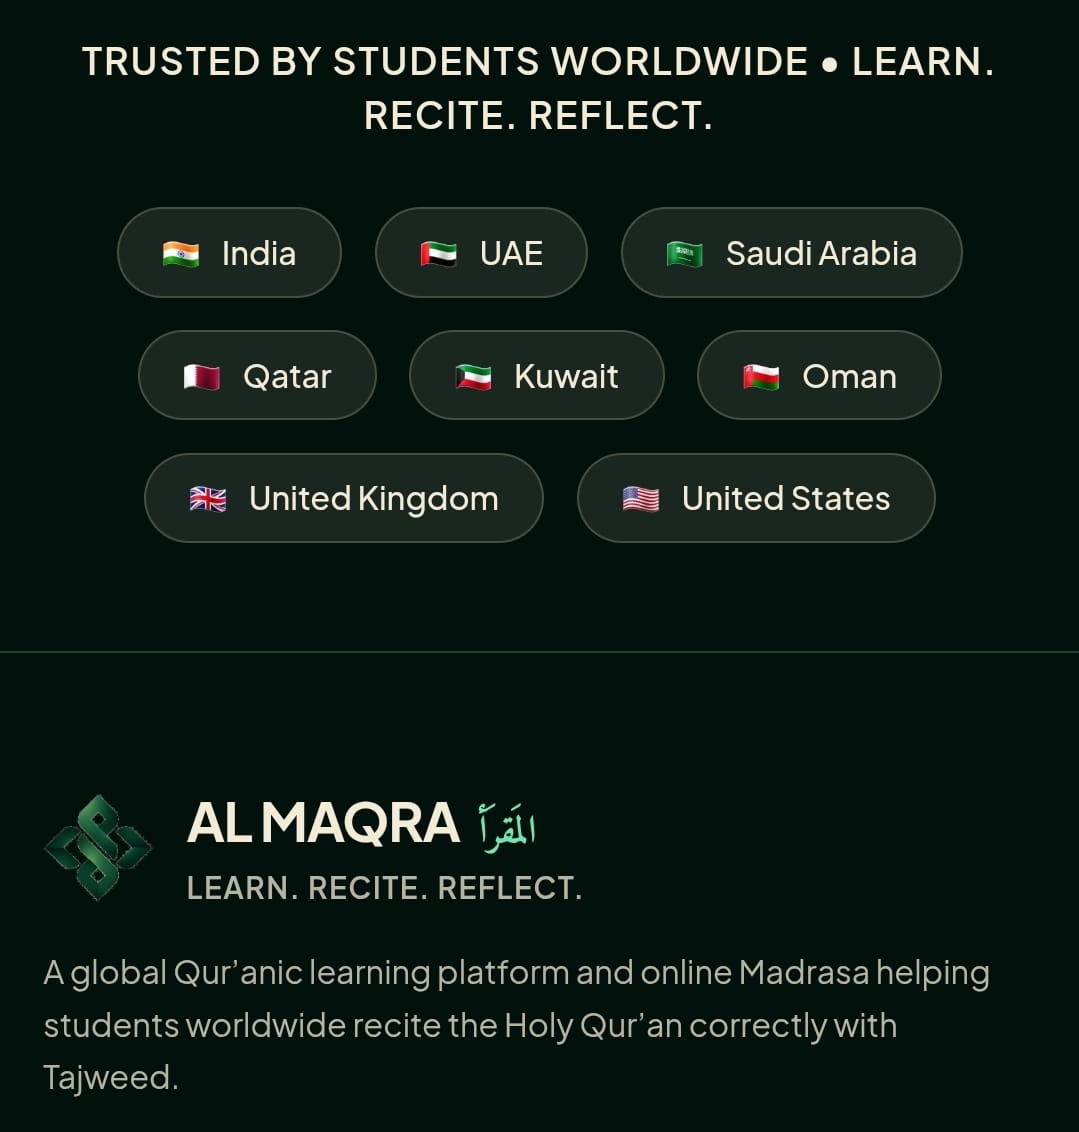 TRUSTED BY STUDENTS WORLDWIDE • LEARN.
RECITE. REFLECT.
🇮🇳 India 🇦🇪 UAE 🇸🇦 Saudi Arabia
🇶🇦 Qatar 🇰🇼 Kuwait 🇴🇲 Oman
🇬🇧 United Kingdom 🇺🇸 United States
AL MAQRA المَقرَأ
LEARN. RECITE. REFLECT.
A global Qur’anic learning platform and online Madrasa helping
students worldwide recite the Holy Qur’an correctly with
Tajweed.